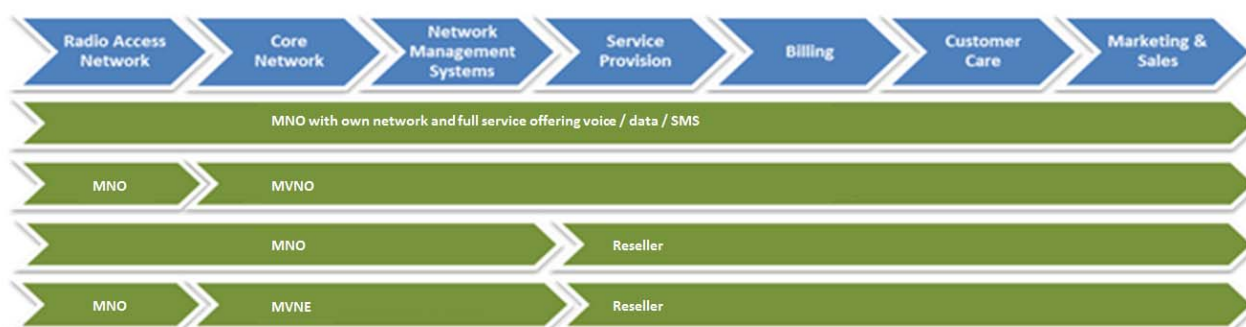 Radio Access
Network
Core
Network
Network
Management
Systems
Service
Provision
Billing
Customer
Care
Marketing &
Sales
MNO with own network and full service offering voice / data / SMS
MNO
MVNO
MNO
Reseller
MNO
MVNE
Reseller